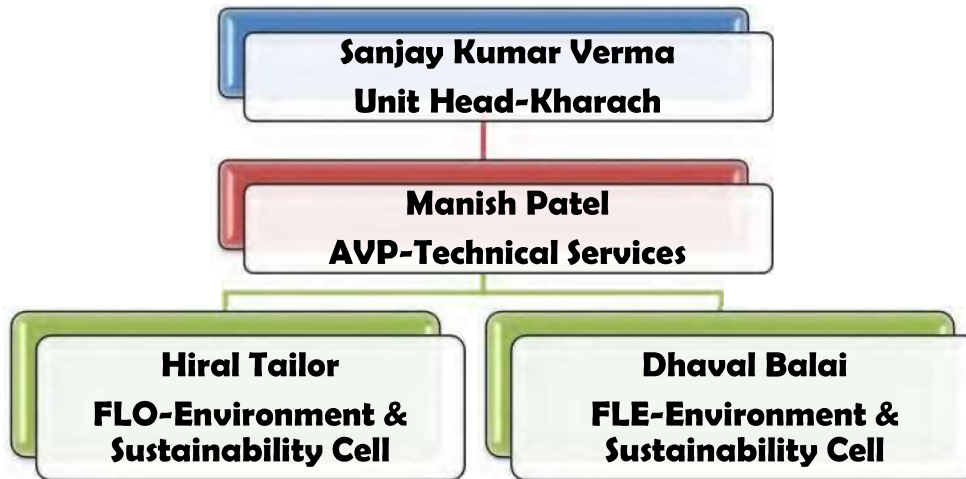 Sanjay Kumar Verma
Unit Head-Kharach
Manish Patel
AVP-Technical Services
Hiral Tailor
FLO-Environment &
Sustainability Cell
Dhaval Balai
FLE-Environment &
Sustainability Cell